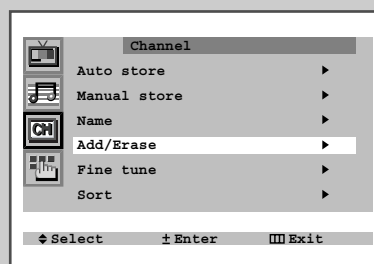 Channel
Auto store
Manual store
Name
CH
Add/Erase
Fine tune
Sort
Select ± Enter Exit